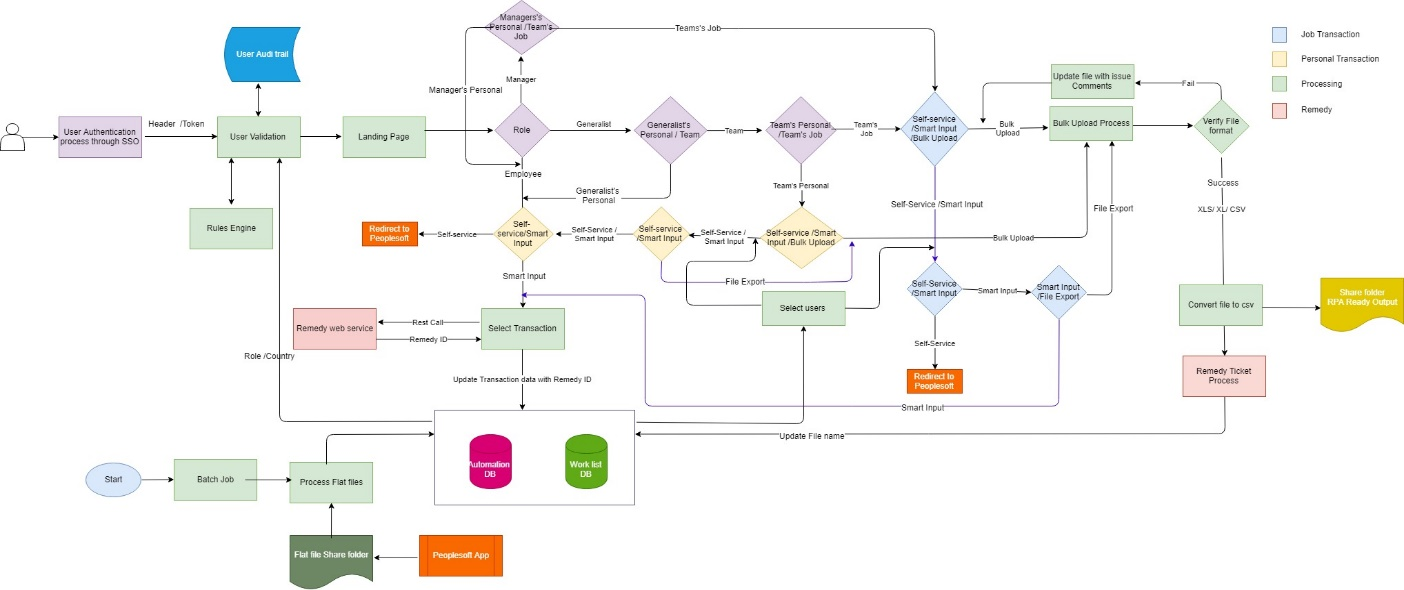 Managers's
Personal /Team's
Job
Teams's Job
Job Transaction
Personal Transaction
Processing
Remedy
User Audi trail
Manager
Manager's Personal
Update file with issue
Comments
Fail
User Authentication
process through SSO
Header /Token
User Validation
Landing Page
Role
Generalist
Generalist's
Personal / Team
Team
Team's Personal
/Team's Job
Team's
Job
Self-service
/Smart Input
/Bulk Upload
Bulk
Upload
Bulk Upload Process
Verify File
format
Employee
Generalist's
Personal
Team's Personal
Self-Service /Smart Input
Success
XLS/ XL/ CSV
File Export
Rules Engine
Redirect to
Peoplesoft
Self-service
Self-
service/Smart
Input
Self-service /
Smart Input
Self-service
/Smart Input
Self-service /
Smart Input
Self-service /Smart
Input /Bulk Upload
Bulk Upload
Smart Input
File Export
Self-Service
/Smart Input
Smart Input
Smart Input
/File Export
Select users
Convert file to csv
Share folder
RPA Ready Output
Remedy web service
Rest Call
Remedy ID
Select Transaction
Self-Service
Role /Country
Update Transaction data with Remedy ID
Redirect to
Peoplesoft
Remedy Ticket
Process
Smart Input
Update File name
Automation
DB
Work list
DB
Start
Batch Job
Process Flat files
Flat file Share folder
Peoplesoft App